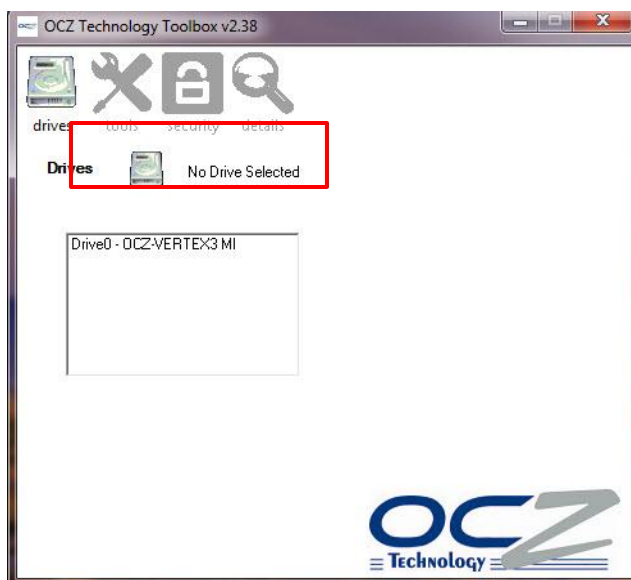 OCZ Technology Toolbox v2.38
drives tools security details
Drives No Drive Selected
Drive0 - OCZ-VERTEX3 MI
OCZ
Technology